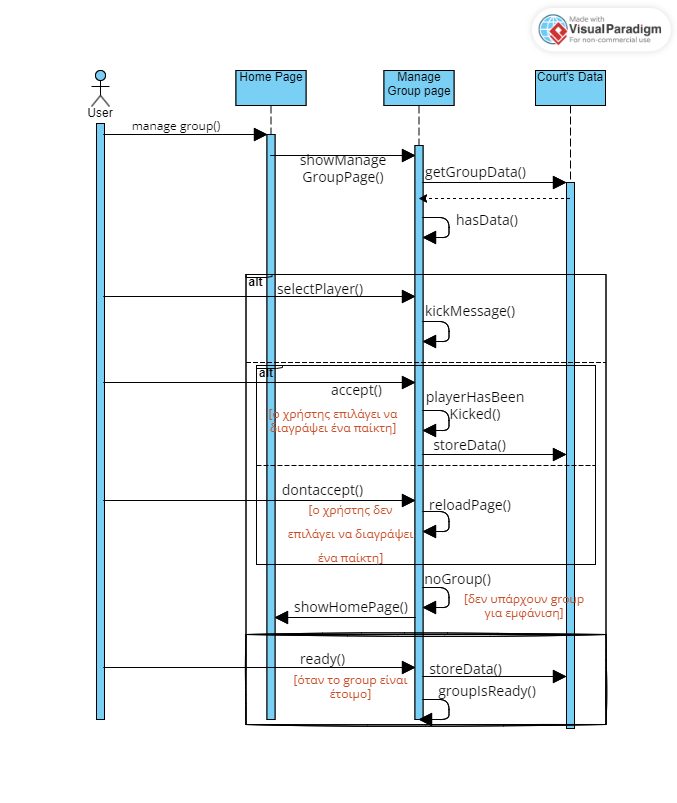 Made with
VisualParadigm
For non-commercial use
Home Page
Manage
Group page
Court's Data
User
manage group()
showManage
GroupPage()
getGroupData()
hasData()
alt
selectPlayer()
kickMessage()
alt
accept()
playerHasBeen
Kicked()
[ο χρήστης επιλάγει να
διαγράψει ένα παίκτη]
storeData()
dontaccept()
[ο χρήστης δεν
επιλάγει να διαγράψει
ένα παίκτη]
reloadPage()
noGroup()
[δεν υπάρχουν group
για εμφάνιση]
showHomePage()
ready()
[όταν το group είναι
έτοιμο]
storeData()
groupIsReady()